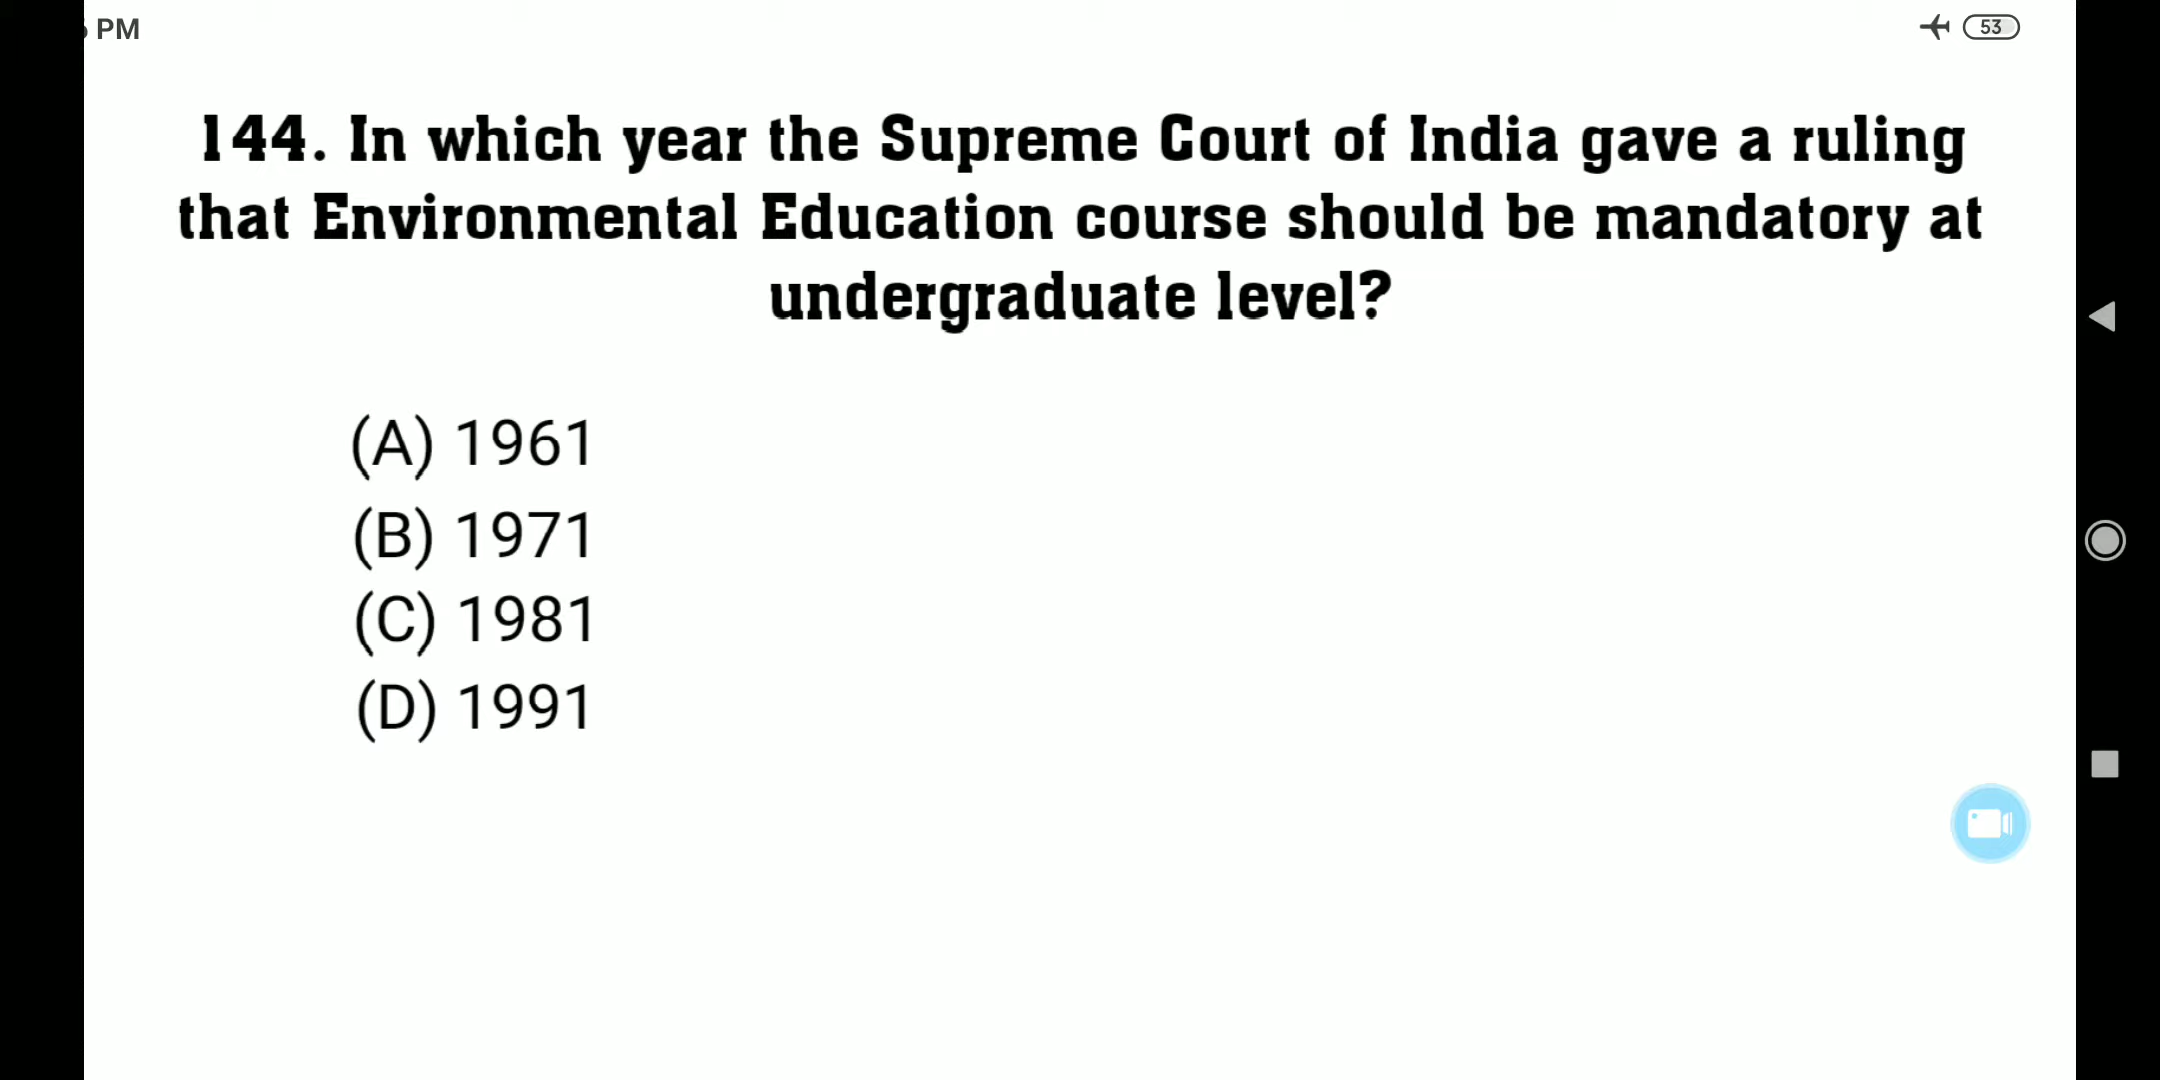 PM
53
144. In which year the Supreme Court of India gave a ruling
that Environmental Education course should be mandatory at
undergraduate level?
(A) 1961
(B) 1971
(C) 1981
(D) 1991